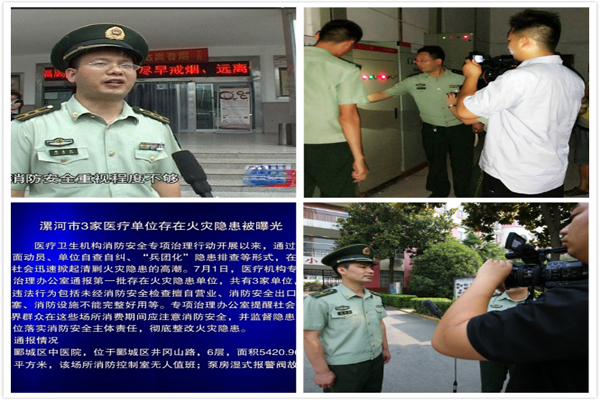 尽早戒烟、远离
消防安全重视程度不够
漯河市3家医疗单位存在火灾隐患被曝光
医疗卫生机构消防安全专项治理行动开展以来，通过
面动员、单位自查自纠、“兵团化”隐患排查等形式，在
社会迅速掀起清剿火灾隐患的高潮。7月1日，医疗机构专
治理办公室通报第一批存在火灾隐患单位，共有3家单位，
违法行为包括未经消防安全检擅自营业、消防安全出口
塞、消防设施不能完整好用等。专项治理办公室提醒社会
界群众在这些场所消费期间应注意消防安全，并监督隐患
位落实消防安全主体责任，彻底整改火灾隐患。
通报情况
郾城区中医院，位于郾城区井冈山路，6层，面积5420.96
平方米，该场所消防控制室无人值班；泵房湿式报警阀故
小